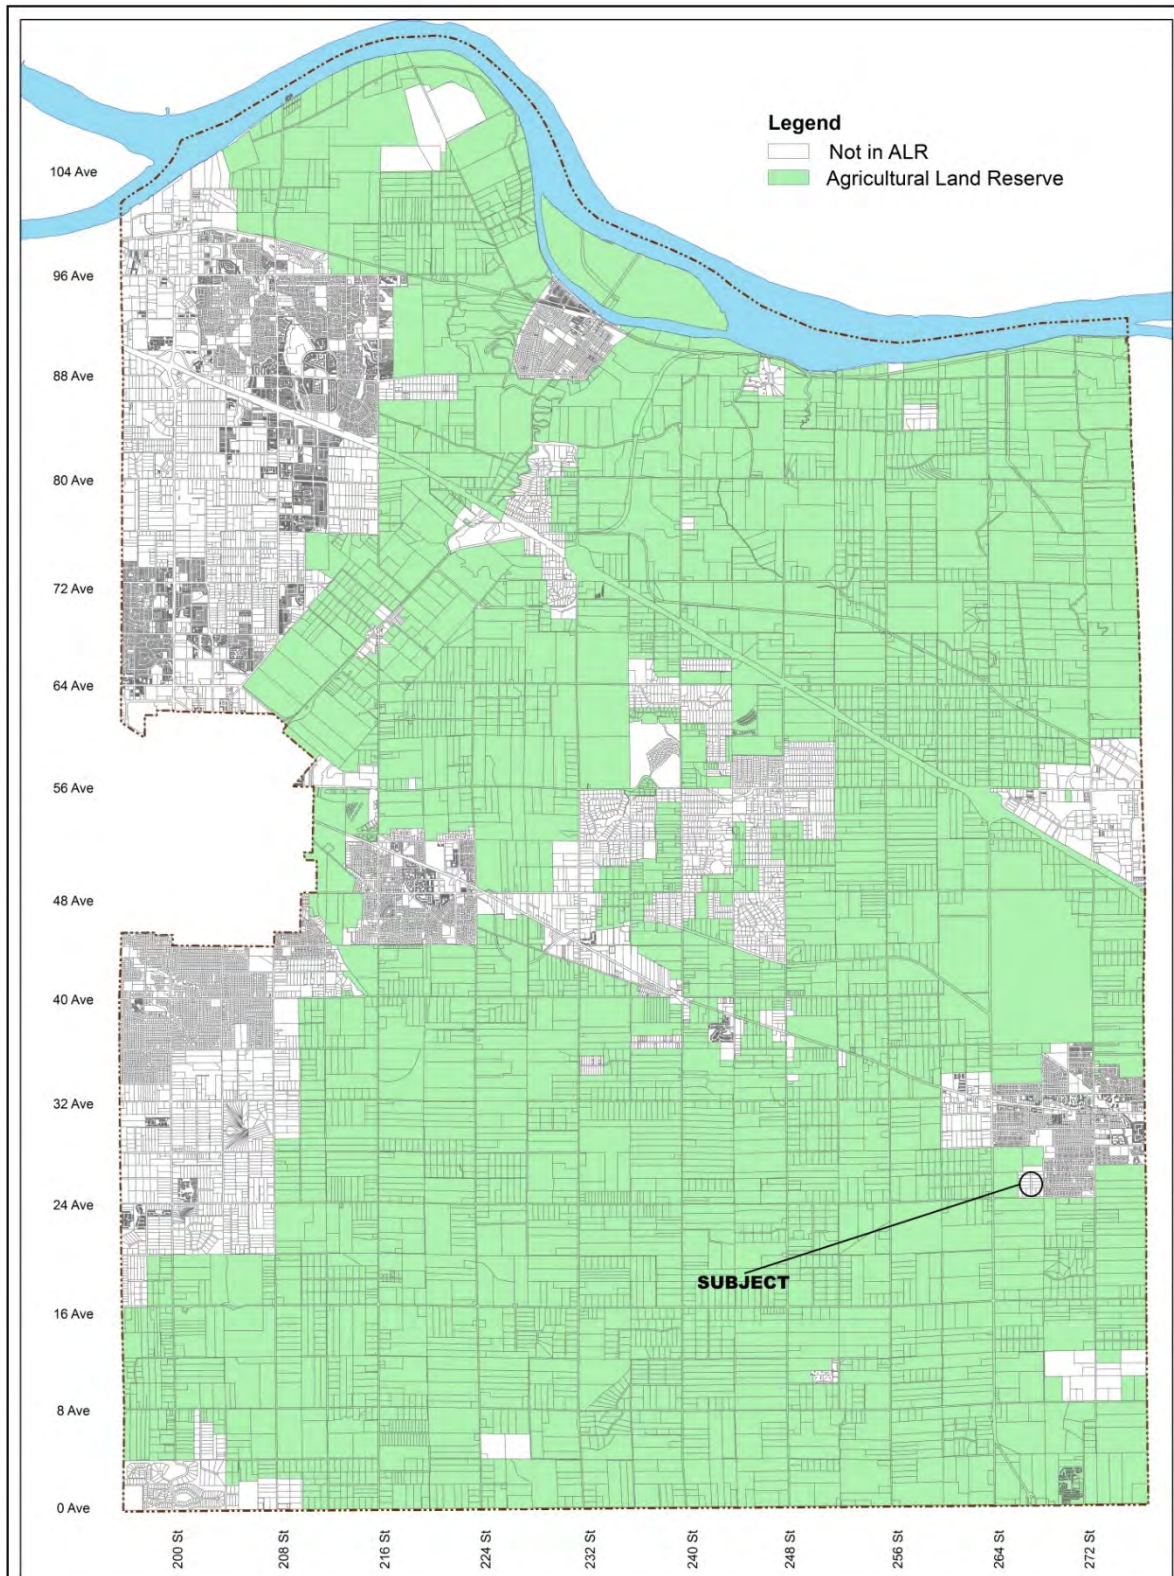 Legend
Not in ALR
Agricultural Land Reserve
104 Ave
96 Ave
88 Ave
80 Ave
72 Ave
64 Ave
56 Ave
48 Ave
40 Ave
32 Ave
24 Ave
SUBJECT
16 Ave
8 Ave
0 Ave
200 St
208 St
216 St
224 St
232 St
240 St
248 St
256 St
264 St
272 St